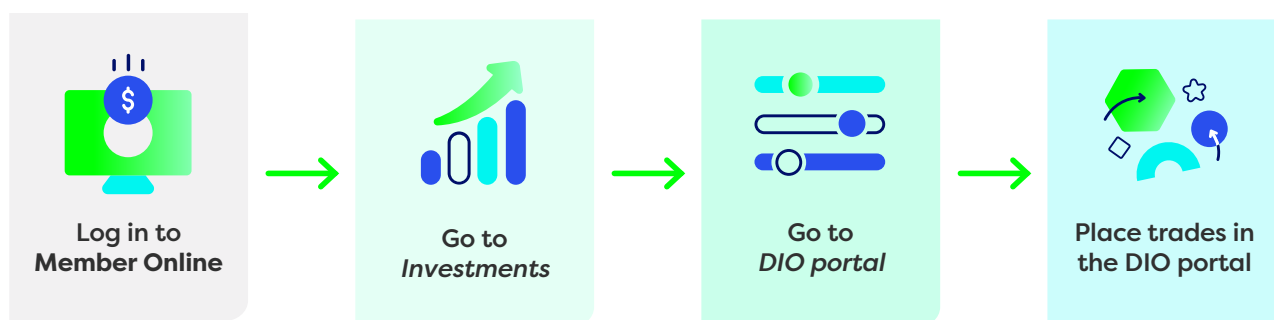 $
Log in to
Member Online
Go to
Investments
Go to
DIO portal
Place trades in
the DIO portal